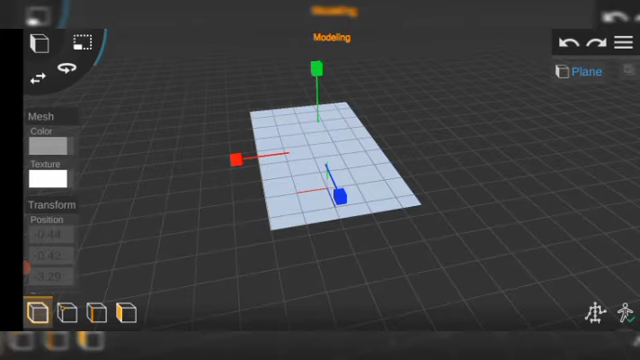 Modeling
Modeling
Plane
Mesh
Color
Texture
Transform
Position
-0.44
-0.42
-3.29